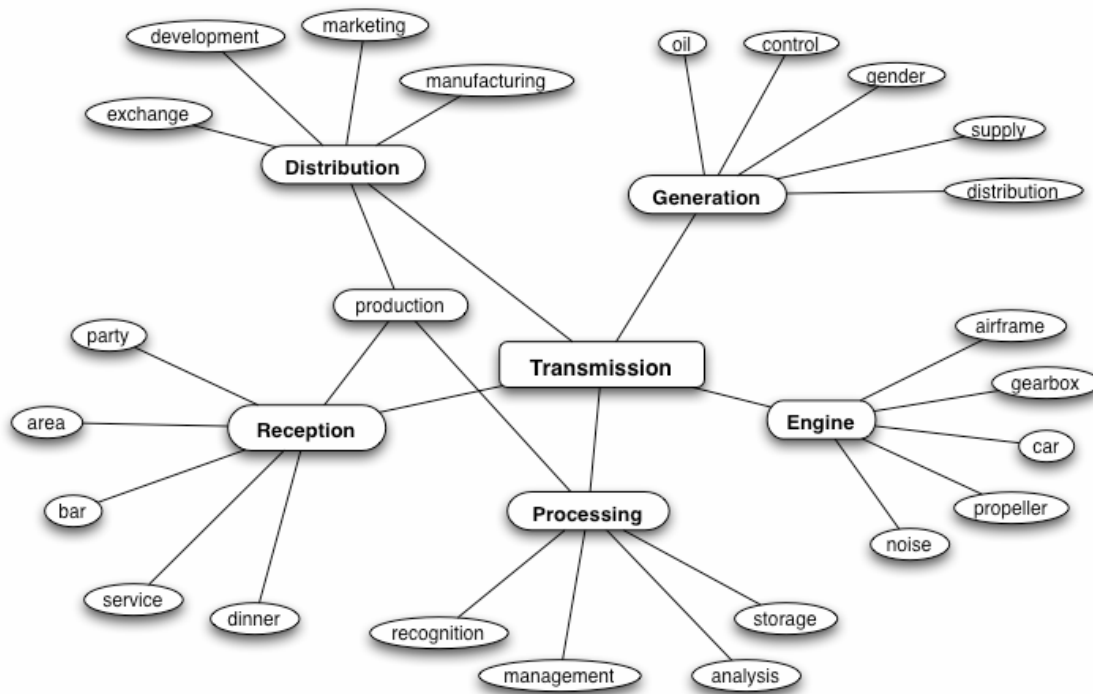 marketing
development
oil
control
gender
manufacturing
exchange
supply
Distribution
Generation
distribution
production
airframe
party
Transmission
gearbox
area
Reception
Engine
car
bar
Processing
propeller
noise
service
dinner
storage
recognition
management
analysis